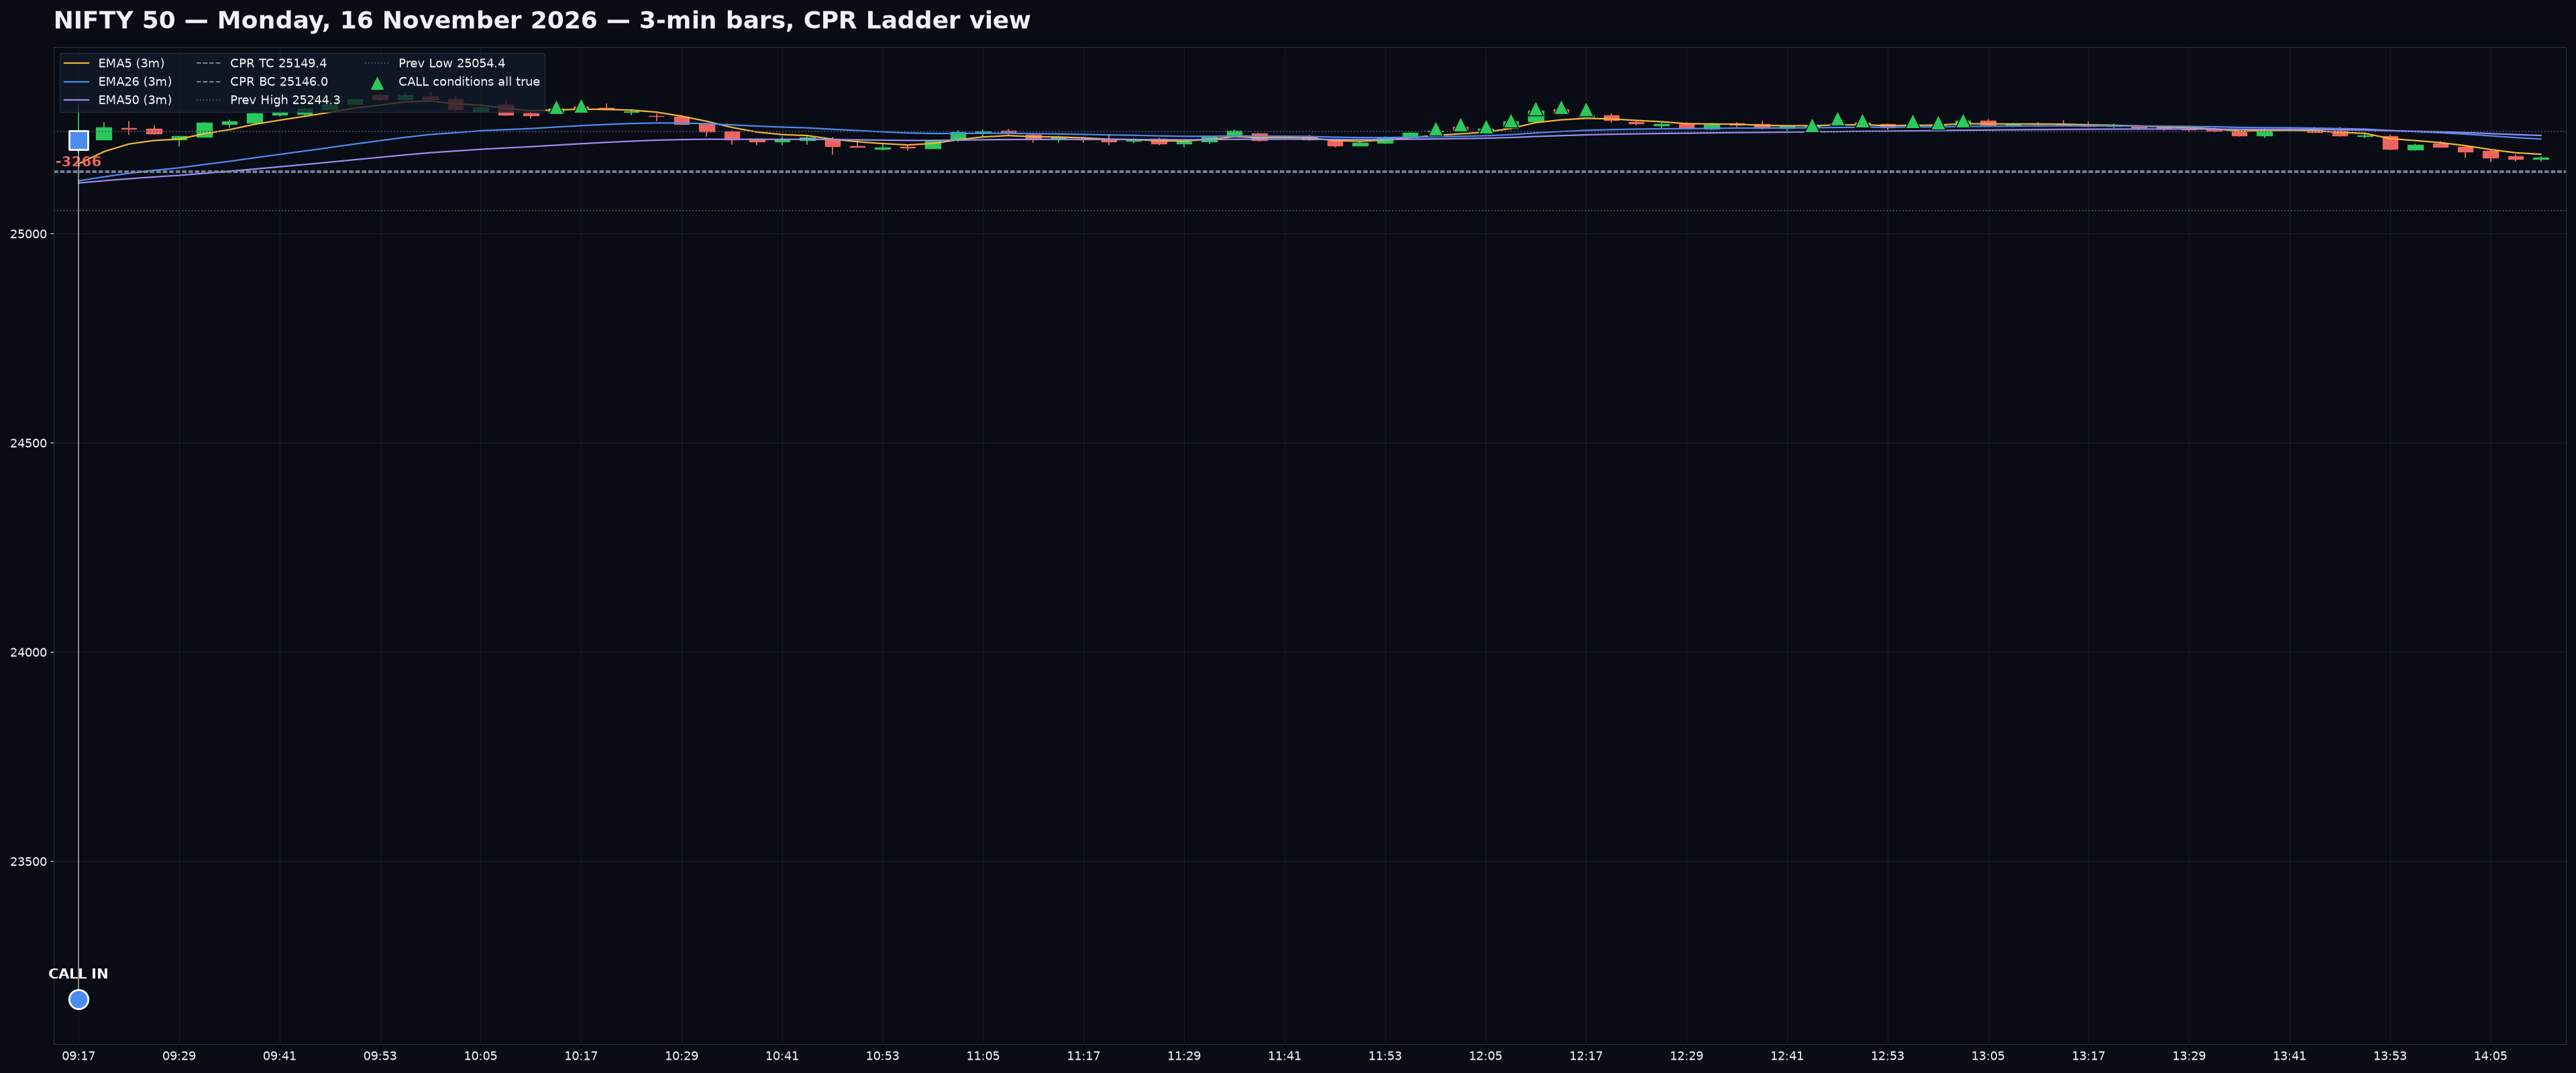 NIFTY 50 — Monday, 16 November 2026 — 3-min bars, CPR Ladder view
EMA5 (3m)
EMA26 (3m)
EMA50 (3m)
CPR TC 25149.4
CPR BC 25146.0
Prev High 25244.3
Prev Low 25054.4
CALL conditions all true
-3266
25000
24500
24000
23500
CALL IN
09:17 09:29 09:41 09:53 10:05 10:17 10:29 10:41 10:53 11:05 11:17 11:29 11:41 11:53 12:05 12:17 12:29 12:41 12:53 13:05 13:17 13:29 13:41 13:53 14:05